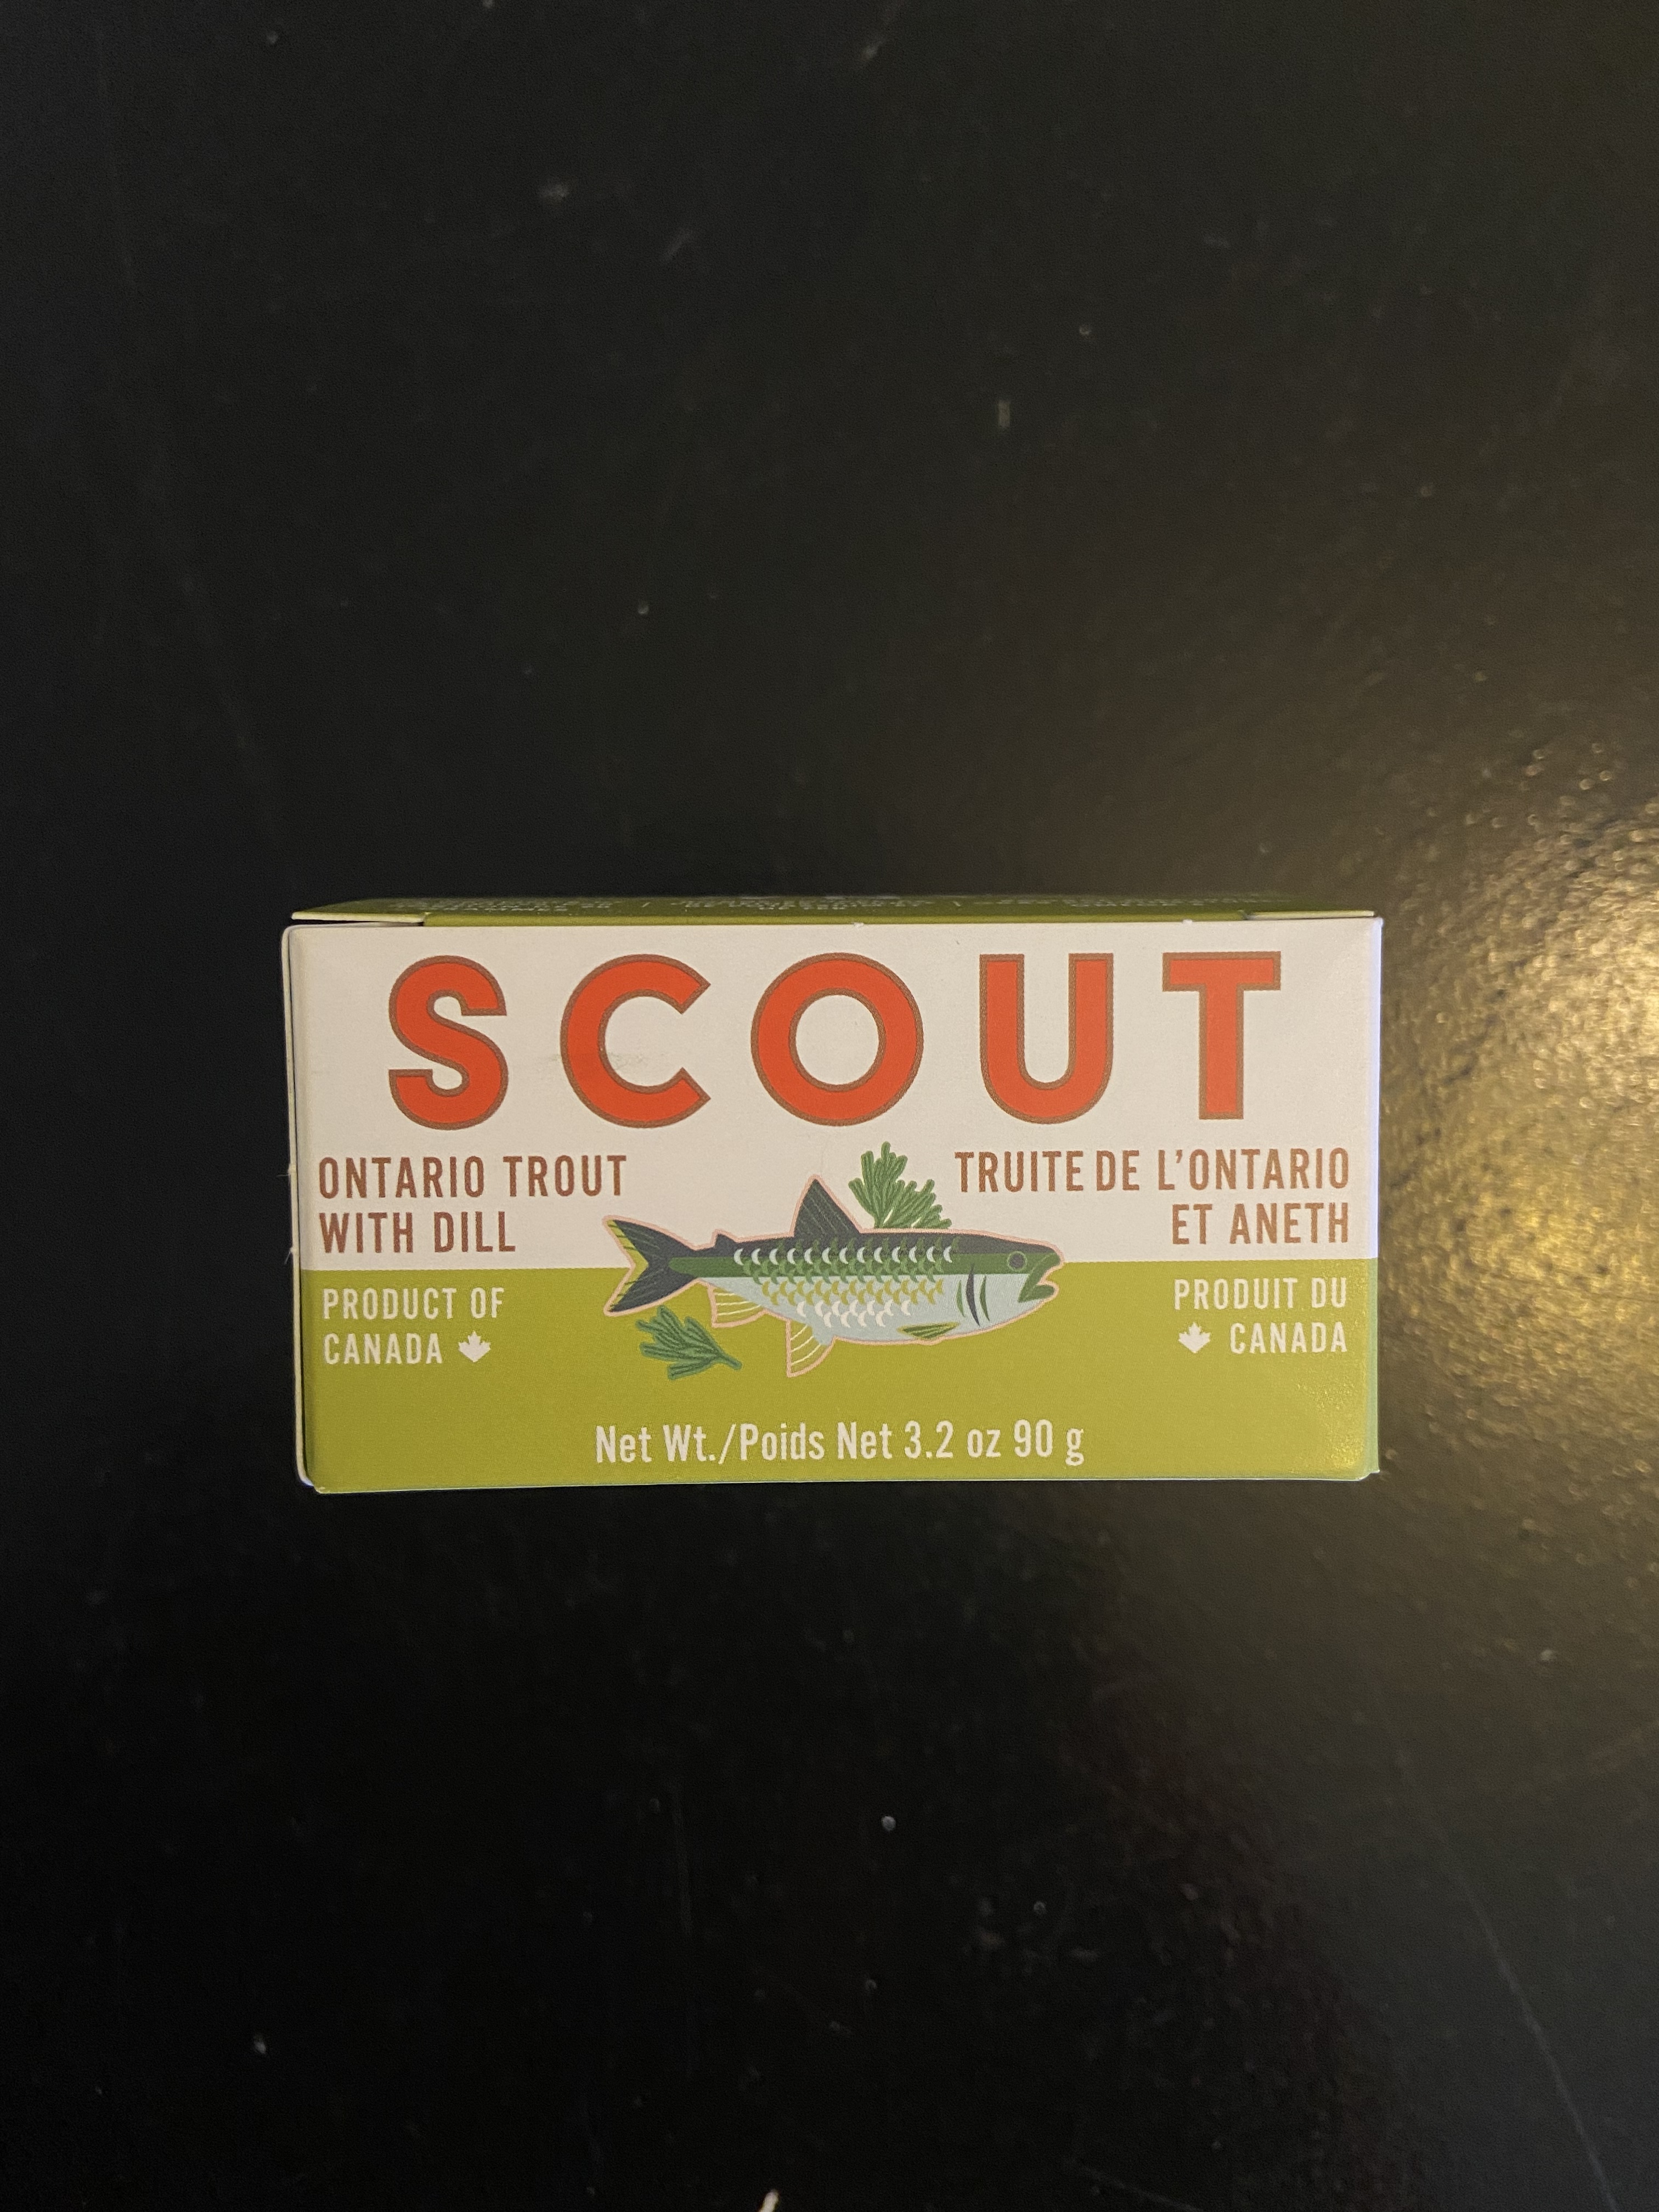 SCOUT
ONTARIO TROUT
WITH DILL
TRUITE DE L'ONTARIO
ET ANETH
PRODUCT OF
CANADA
PRODUIT DU
CANADA
Net Wt./Poids Net 3.2 oz 90 g